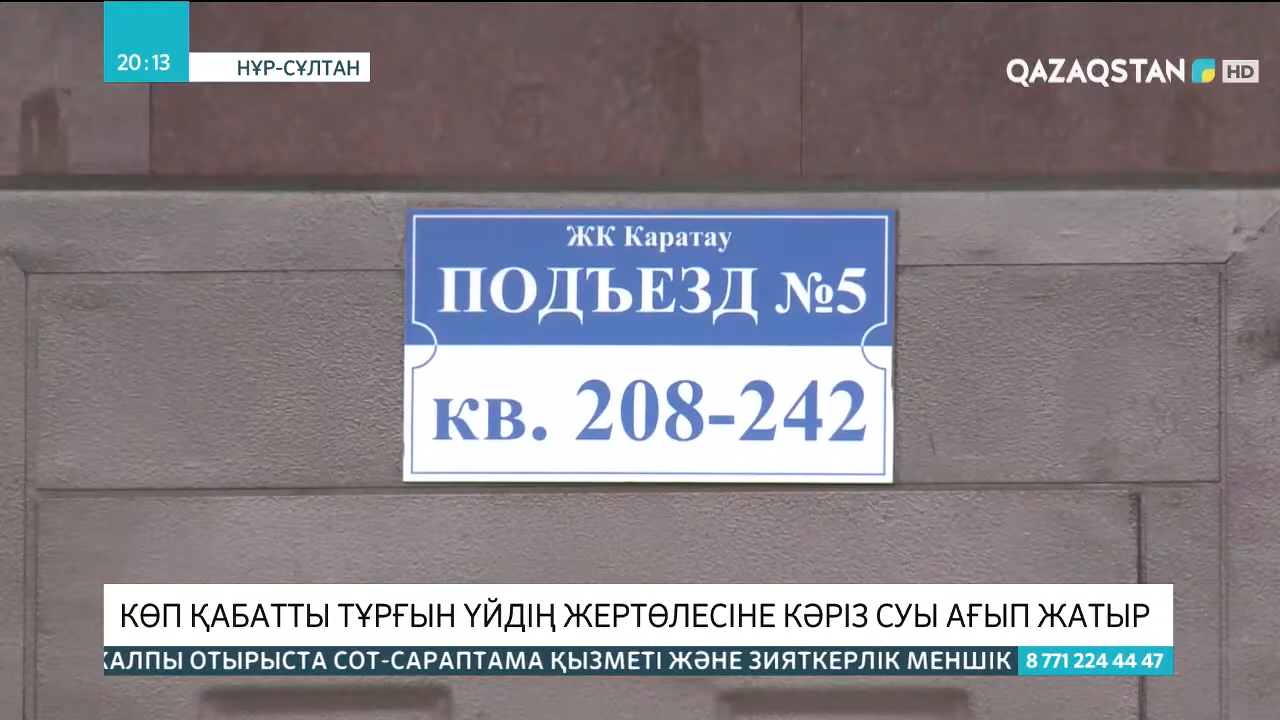 20:13
НҰР-СҰЛТАН
QAZAQSTAN HD
ЖК Каратау
ПОДЪЕЗД №5
кв. 208-242
КӨП ҚАБАТТЫ ТҰРҒЫН ҮЙДІҢ ЖЕРТӨЛЕСІНЕ КӘРІЗ СУЫ АҒЫП ЖАТЫР
ЖАЛПЫ ОТЫРЫСТА СОТ-САРАПТАМА ҚЫЗМЕТІ ЖӘНЕ ЗИЯТКЕРЛІК МЕНШІК 8 771 224 44 47